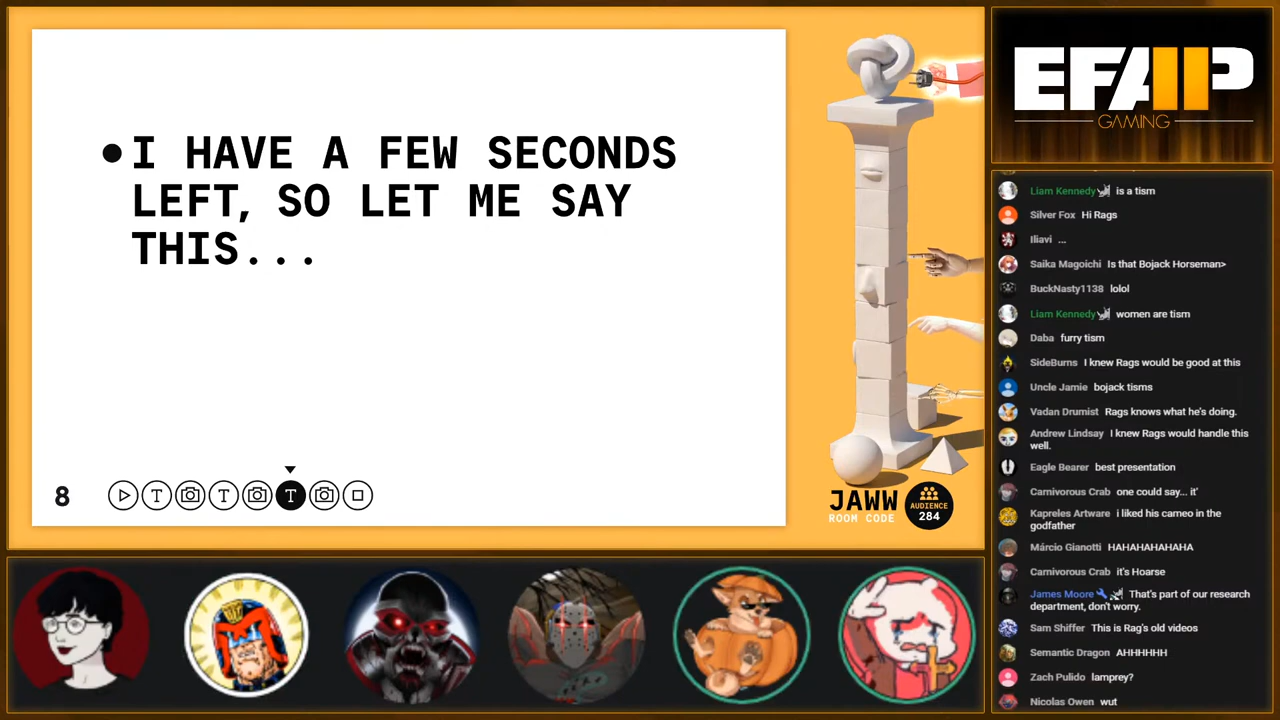 •I HAVE A FEW SECONDS
LEFT, SO LET ME SAY
THIS...
8
T
T
T
JAWW
ROOM CODE
AUDIENCE
284
EFAP
GAMING
Liam Kennedy is a tism
Silver Fox Hi Rags
Iliavi ...
Saika Magoichi Is that Bojack Horseman>
BuckNasty1138 lolol
Liam Kennedy women are tism
Daba furry tism
SideBurns I knew Rags would be good at this
Uncle Jamie bojack tisms
Vadan Drumist Rags knows what he's doing.
Andrew Lindsay I knew Rags would handle this
well.
Eagle Bearer best presentation
Carnivorous Crab one could say... it'
Kapreles Artware i liked his cameo in the
godfather
Márcio Gianotti HAHAHAHAHAHA
Carnivorous Crab it's Hoarse
James Moore That's part of our research
department, don't worry.
Sam Shiffer This is Rag's old videos
Semantic Dragon AHHHHHH
Zach Pulido lamprey?
Nicolas Owen wut